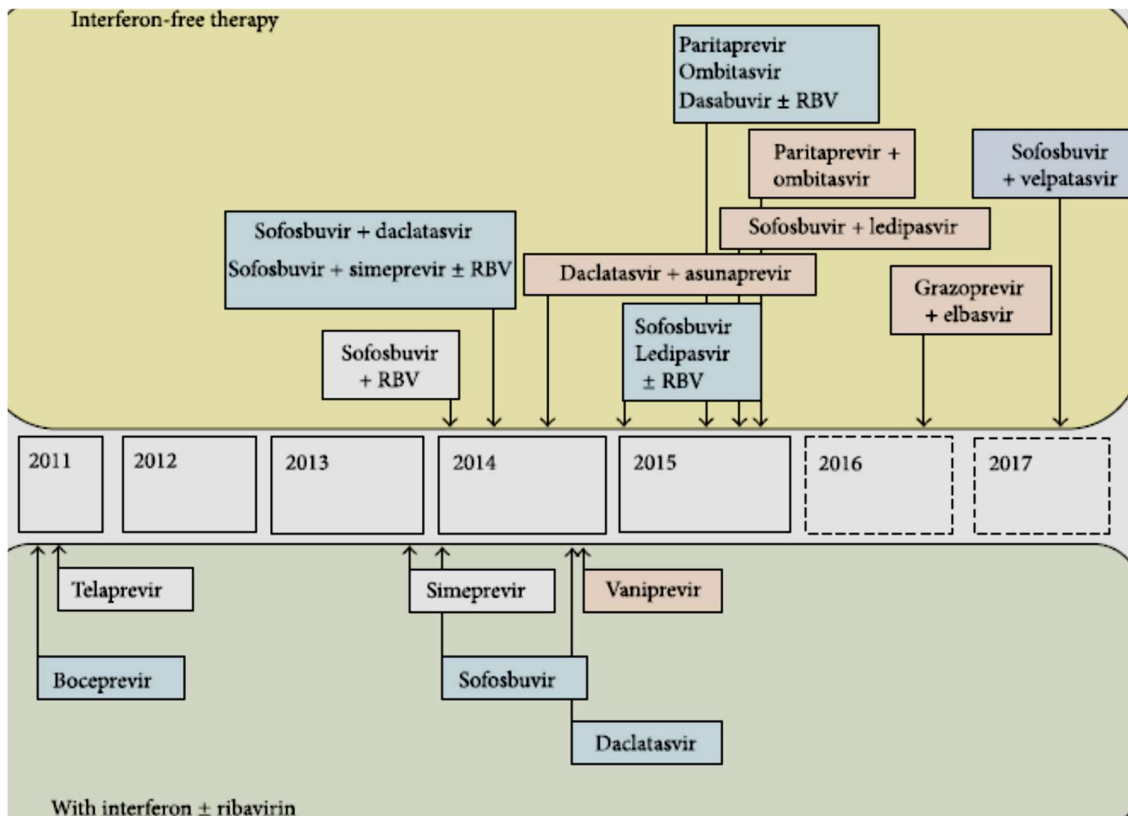 Interferon-free therapy
Paritaprevir
Ombitasvir
Dasabuvir ± RBV
Paritaprevir +
ombitasvir
Sofosbuvir
+ velpatasvir
Sofosbuvir + daclatasvir
Sofosbuvir + simeprevir ± RBV
Sofosbuvir + ledipasvir
Daclatasvir + asunaprevir
Grazoprevir
+ elbasvir
Sofosbuvir
+ RBV
Sofosbuvir
Ledipasvir
± RBV
2011
2012
2013
2014
2015
2016
2017
Telaprevir
Simeprevir
Vaniprevir
Boceprevir
Sofosbuvir
Daclatasvir
With interferon ± ribavirin